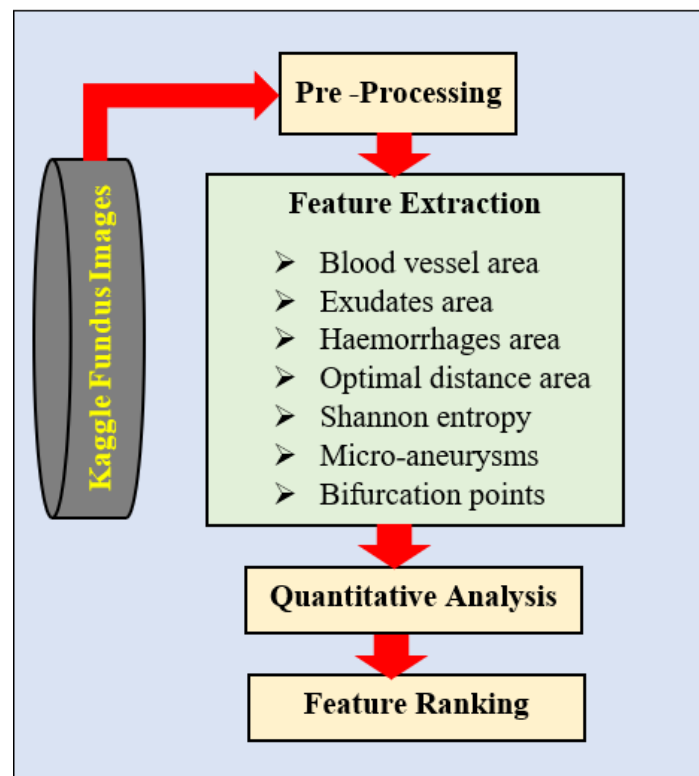 Kaggle Fundus Images
Pre -Processing
Feature Extraction
➢ Blood vessel area
➢ Exudates area
➢ Haemorrhages area
➢ Optimal distance area
➢ Shannon entropy
➢ Micro-aneurysms
➢ Bifurcation points
Quantitative Analysis
Feature Ranking